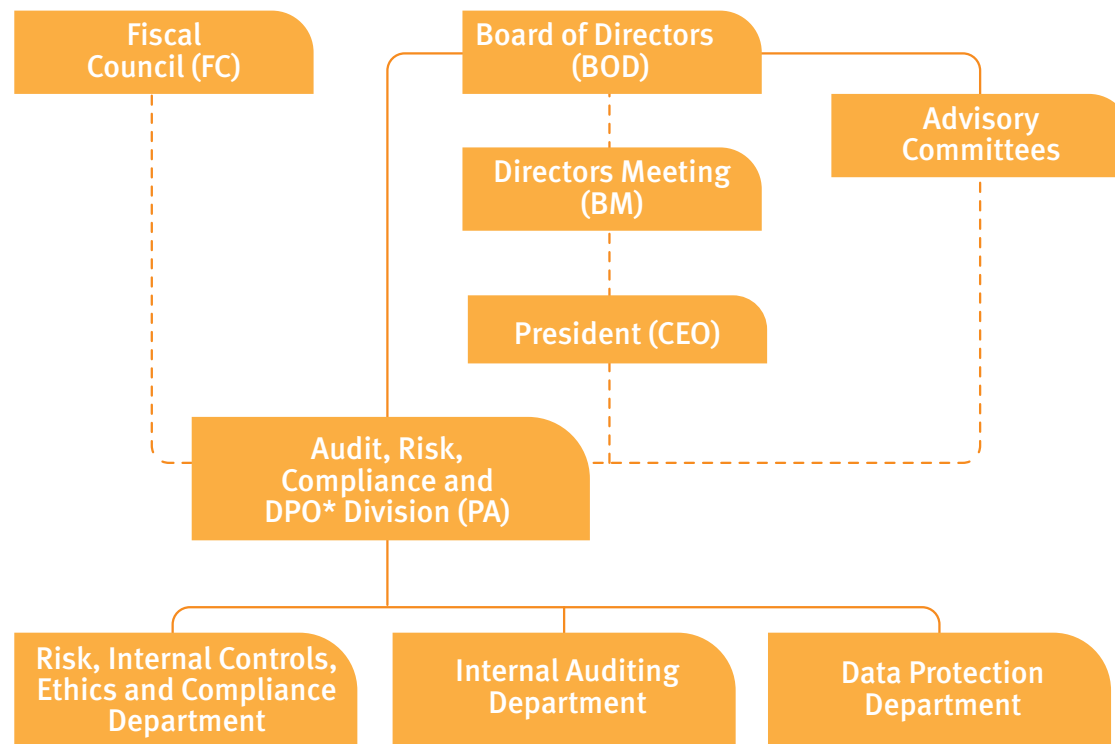 Fiscal
Council (FC)
Board of Directors
(BOD)
Advisory
Committees
Directors Meeting
(BM)
President (CEO)
Audit, Risk,
Compliance and
DPO* Division (PA)
Risk, Internal Controls,
Ethics and Compliance
Department
Internal Auditing
Department
Data Protection
Department